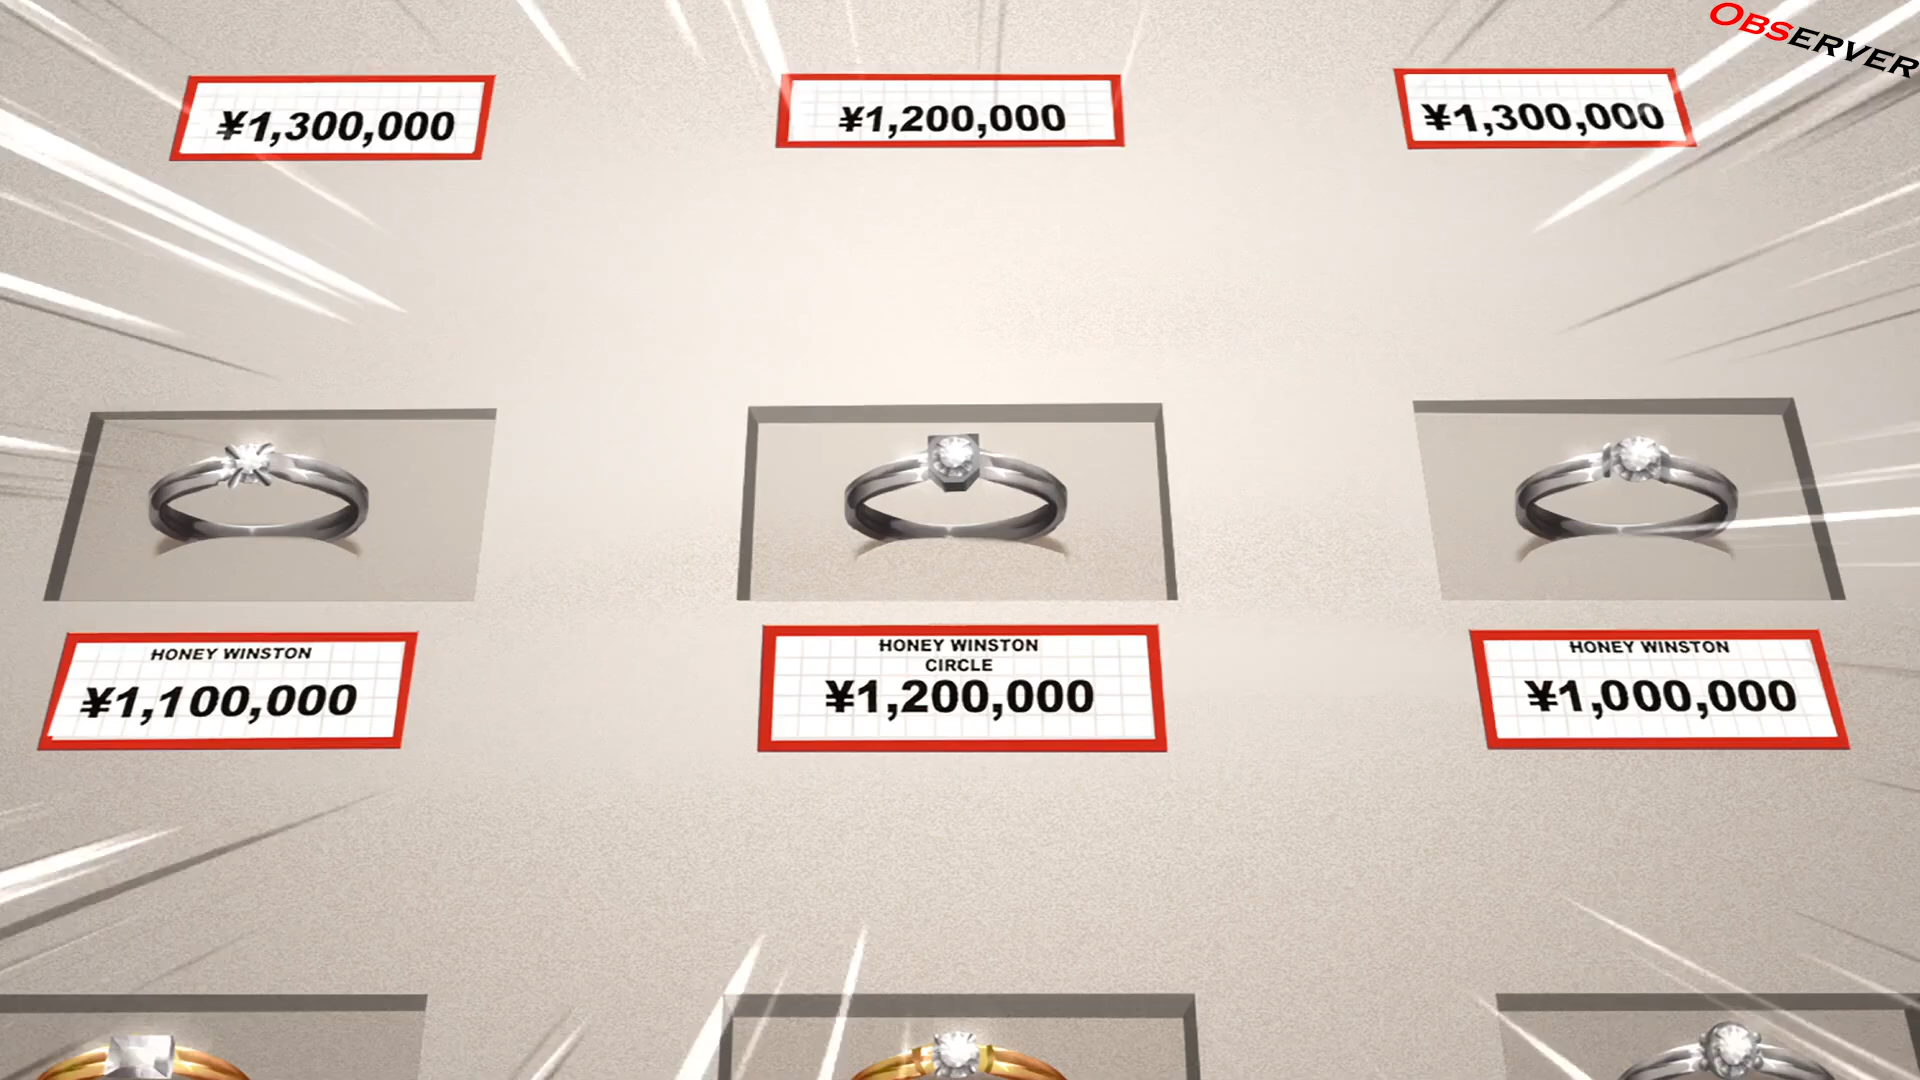 OBSERVER
¥1,300,000
¥1,200,000
¥1,300,000
HONEY WINSTON
¥1,100,000
HONEY WINSTON
CIRCLE
¥1,200,000
HONEY WINSTON
¥1,000,000